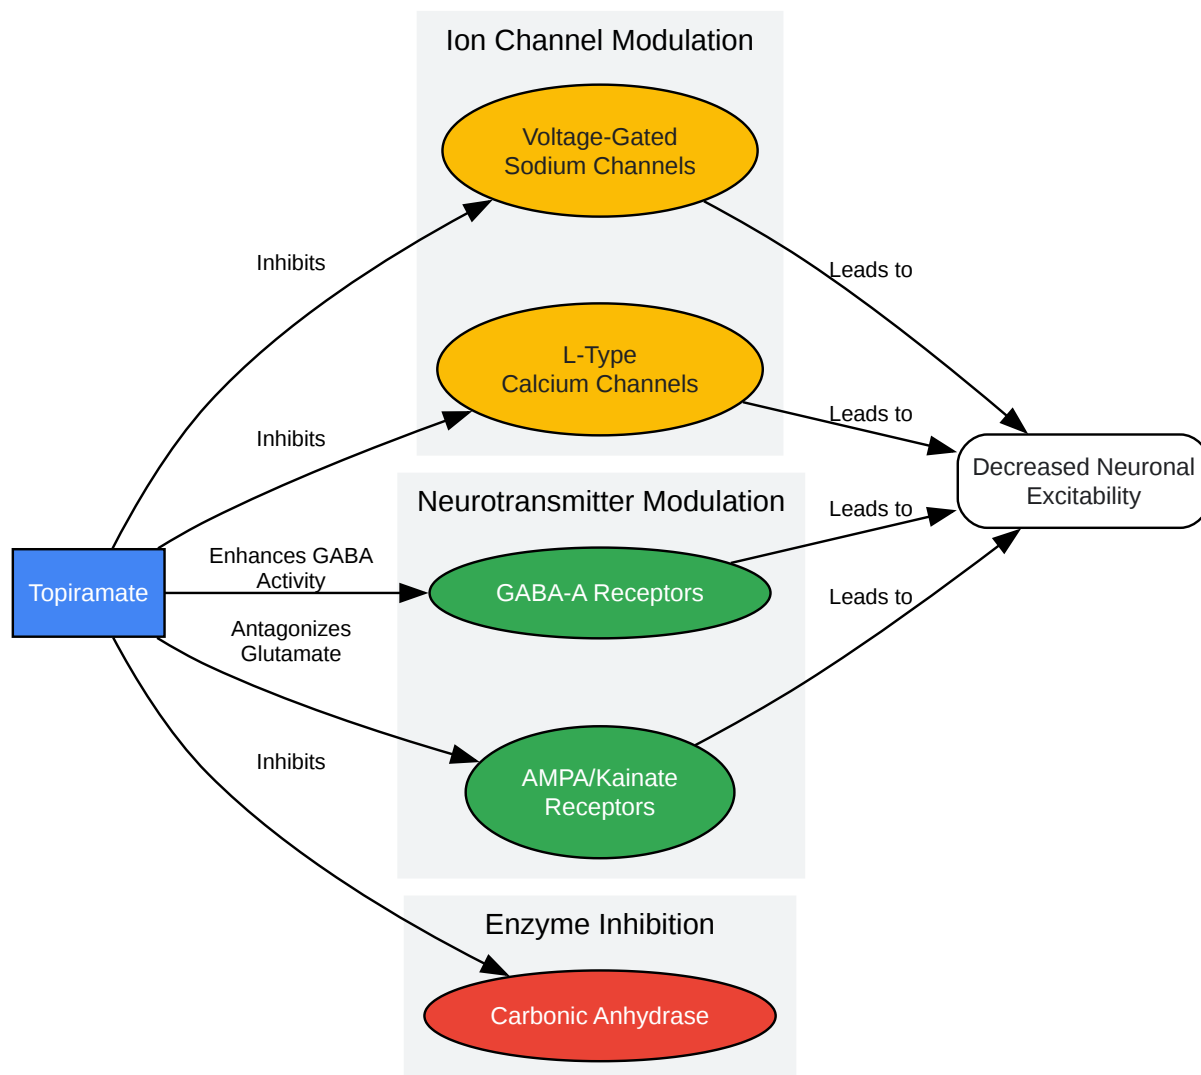 Ion Channel Modulation
Voltage-Gated
Sodium Channels
Inhibits
Leads to
L-Type
Calcium Channels
Inhibits
Leads to
Decreased Neuronal
Excitability
Neurotransmitter Modulation
Leads to
Enhances GABA
Activity
Topiramate
GABA-A Receptors
Leads to
Antagonizes
Glutamate
AMPA/Kainate
Receptors
Inhibits
Enzyme Inhibition
Carbonic Anhydrase